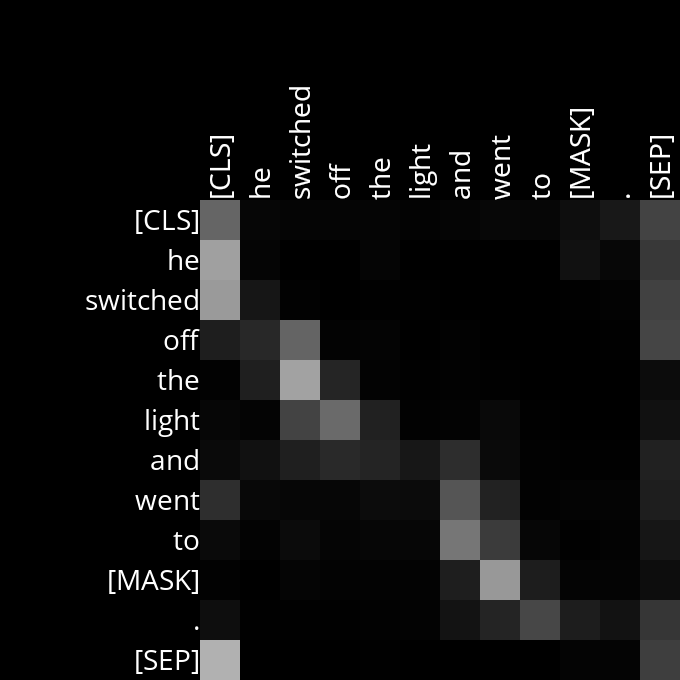 [CLS] he switched off the light and went to [MASK] . [SEP]
[CLS]
he
switched
off
the
light
and
went
to
[MASK]
.
[SEP]